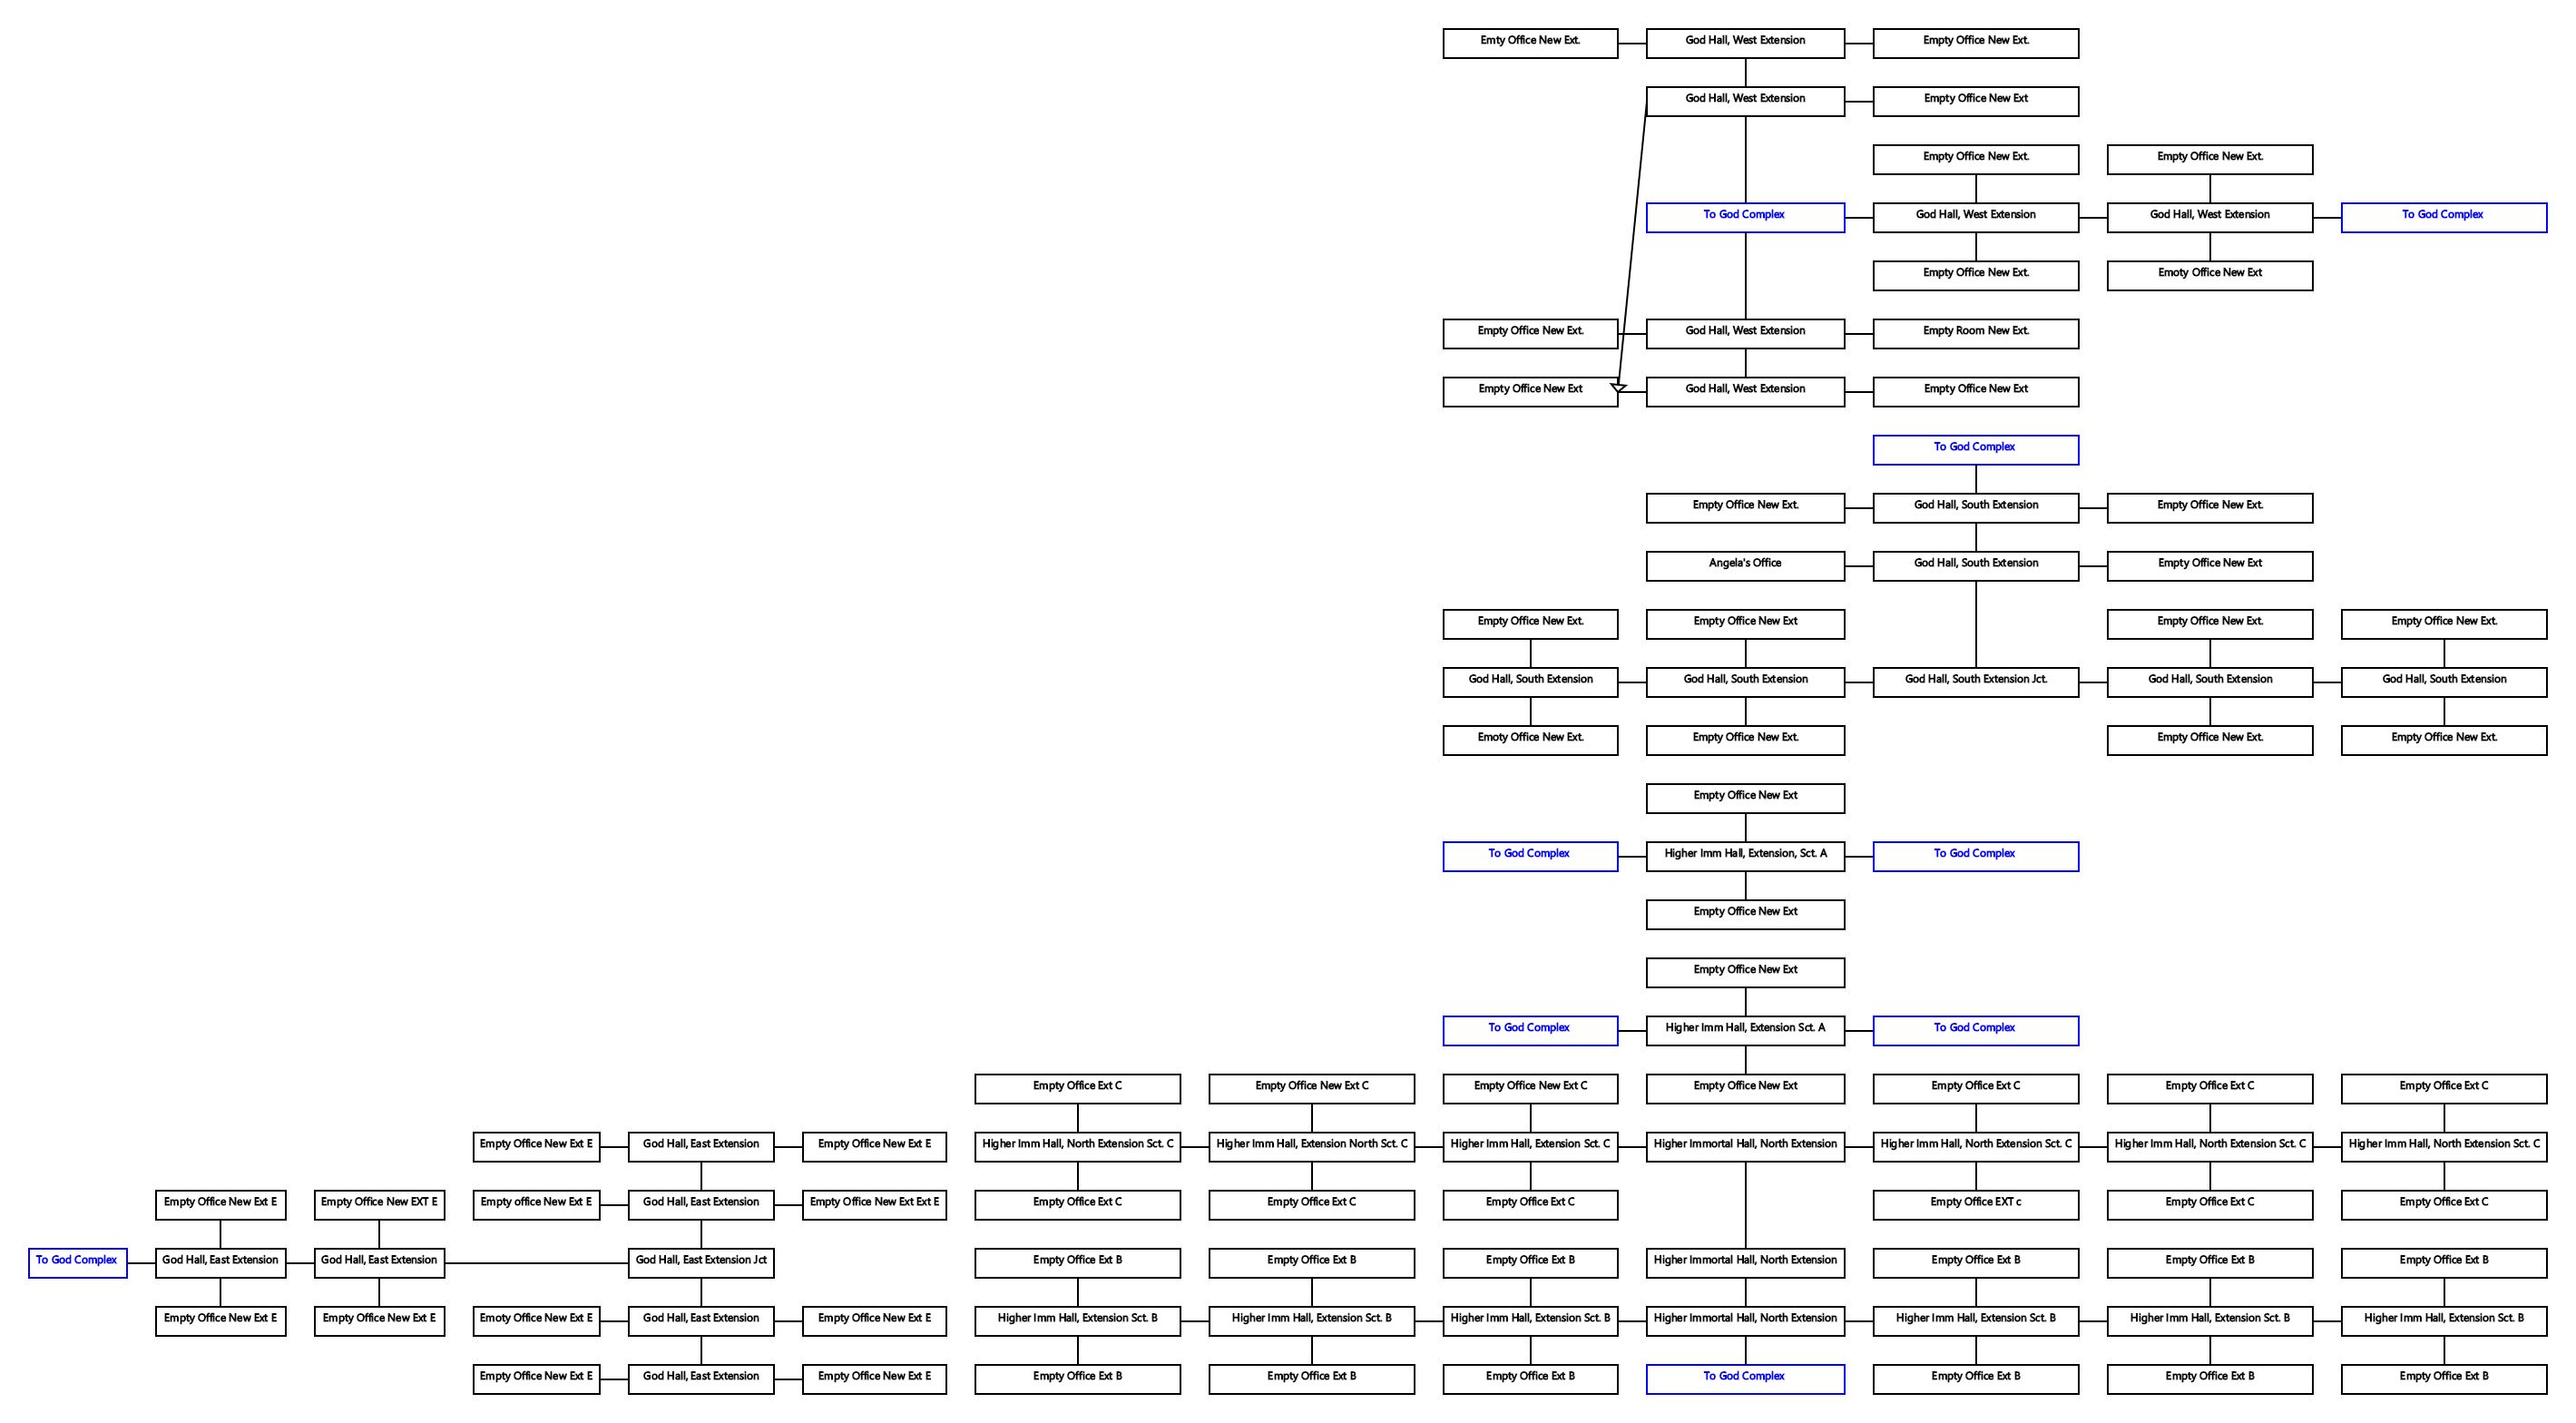 Emty Office New Ext.
God Hall, West Extension
Empty Office New Ext.
God Hall, West Extension
Empty Office New Ext
Empty Office New Ext.
Empty Office New Ext.
To God Complex
God Hall, West Extension
God Hall, West Extension
To God Complex
Empty Office New Ext.
Emoty Office New Ext
Empty Office New Ext.
God Hall, West Extension
Empty Room New Ext.
Empty Office New Ext
God Hall, West Extension
Empty Office New Ext
To God Complex
Empty Office New Ext.
God Hall, South Extension
Empty Office New Ext.
Angela's Office
God Hall, South Extension
Empty Office New Ext
Empty Office New Ext.
Empty Office New Ext
Empty Office New Ext.
Empty Office New Ext.
God Hall, South Extension
God Hall, South Extension
God Hall, South Extension Jct.
God Hall, South Extension
God Hall, South Extension
Emoty Office New Ext.
Empty Office New Ext.
Empty Office New Ext.
Empty Office New Ext.
Empty Office New Ext
To God Complex
Higher Imm Hall, Extension, Sct. A
To God Complex
Empty Office New Ext
Empty Office New Ext
To God Complex
Higher Imm Hall, Extension Sct. A
To God Complex
Empty Office Ext C
Empty Office New Ext C
Empty Office New Ext C
Empty Office New Ext
Empty Office Ext C
Empty Office Ext C
Empty Office Ext C
Empty Office New Ext E
God Hall, East Extension
Empty Office New Ext E
Higher Imm Hall, North Extension Sct. C
Higher Imm Hall, Extension North Sct. C
Higher Imm Hall, Extension Sct. C
Higher Immortal Hall, North Extension
Higher Imm Hall, North Extension Sct. C
Higher Imm Hall, North Extension Sct. C
Higher Imm Hall, North Extension Sct. C
Empty Office New Ext E
Empty Office New EXT E
Empty office New Ext E
God Hall, East Extension
Empty Office New Ext Ext E
Empty Office Ext C
Empty Office Ext C
Empty Office Ext C
Empty Office EXT c
Empty Office Ext C
Empty Office Ext C
To God Complex
God Hall, East Extension
God Hall, East Extension
God Hall, East Extension Jct
Empty Office Ext B
Empty Office Ext B
Empty Office Ext B
Higher Immortal Hall, North Extension
Empty Office Ext B
Empty Office Ext B
Empty Office Ext B
Empty Office New Ext E
Empty Office New Ext E
Emoty Office New Ext E
God Hall, East Extension
Empty Office New Ext E
Higher Imm Hall, Extension Sct. B
Higher Imm Hall, Extension Sct. B
Higher Imm Hall, Extension Sct. B
Higher Immortal Hall, North Extension
Higher Imm Hall, Extension Sct. B
Higher Imm Hall, Extension Sct. B
Higher Imm Hall, Extension Sct. B
Empty Office New Ext E
God Hall, East Extension
Empty Office New Ext E
Empty Office Ext B
Empty Office Ext B
Empty Office Ext B
To God Complex
Empty Office Ext B
Empty Office Ext B
Empty Office Ext B